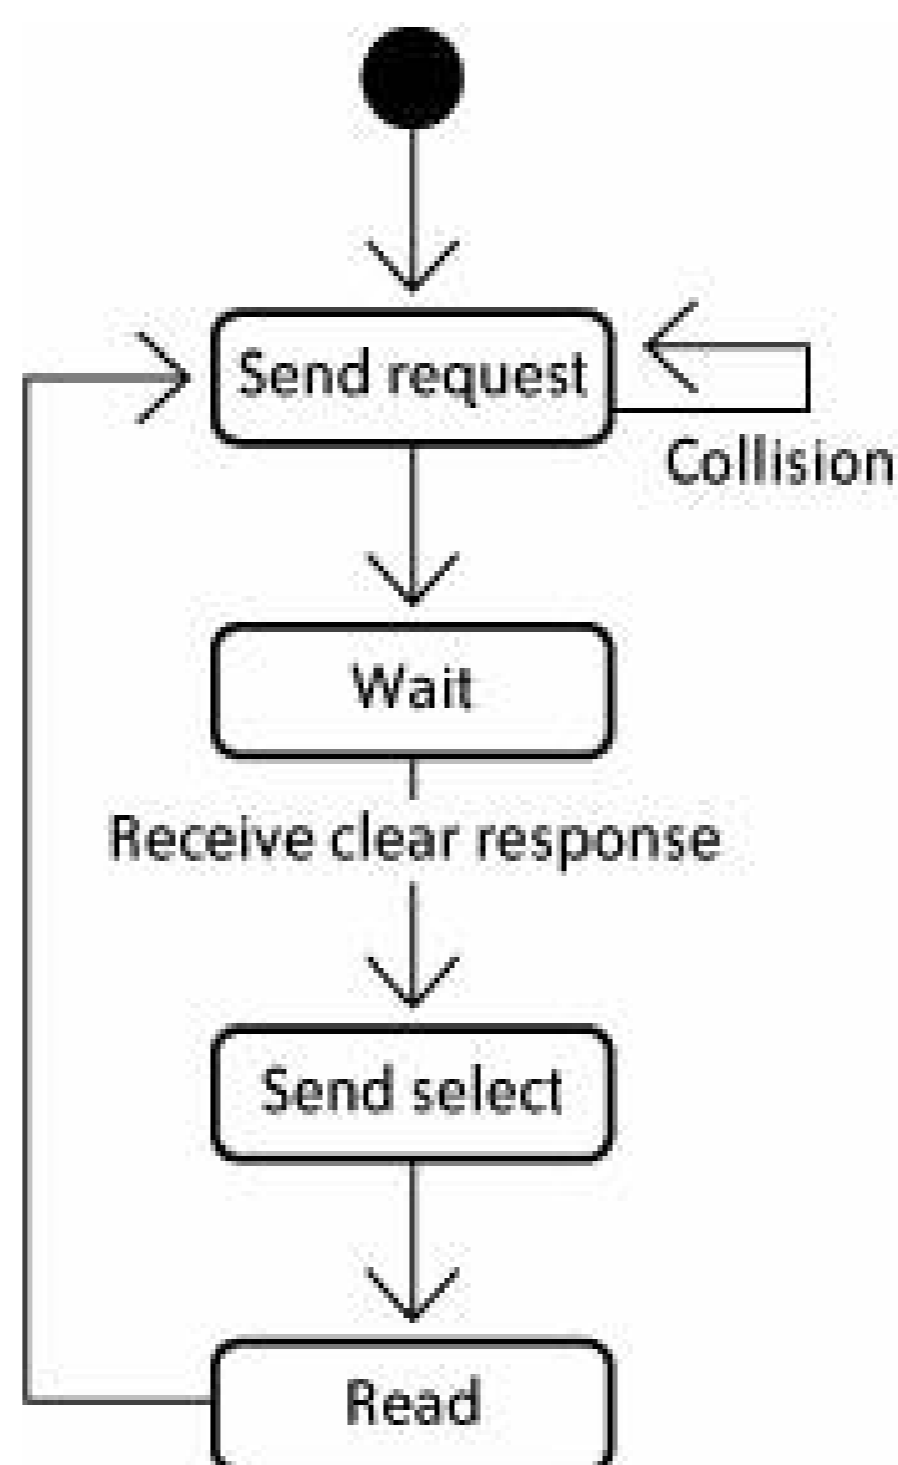 Send request
Collision
Wait
Receive clear response
Send select
Read